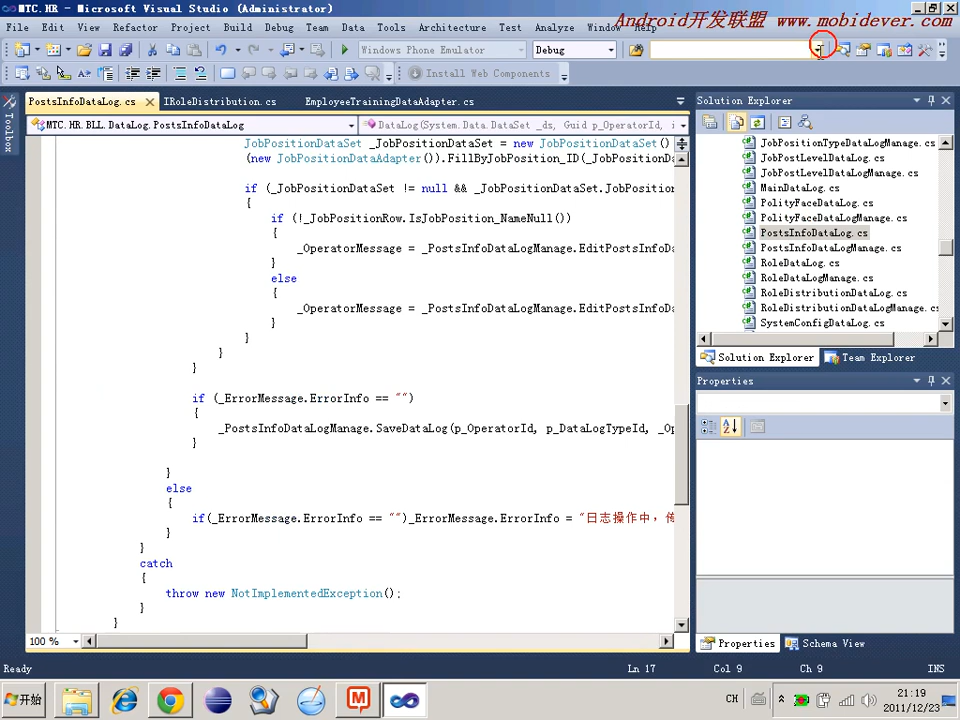 MTC.HR - Microsoft Visual Studio (Administrator)
Android开发联盟 www.mobidever.com
File Edit View Refactor Project Build Debug Team Data Tools Architecture Test Analyze Window Help
Windows Phone Emulator Debug
Install Web Components
Toolbox
PostsInfoDataLog.cs IRoleDistribution.cs EmployeeTrainingDataAdapter.cs
MTC.HR.BLL.DataLog.PostsInfoDataLog DataLog(System.Data.DataSet _ds, Guid p_OperatorId, i
JobPositionDataSet _JobPositionDataSet = new JobPositionDataSet()
(new JobPositionDataAdapter()).FillByJobPosition_ID(_JobPositionDa
if (_JobPositionDataSet != null && _JobPositionDataSet.JobPosition
{
if (!_JobPositionRow.IsJobPosition_NameNull())
{
_OperatorMessage = _PostsInfoDataLogManage.EditPostsInfoDa
}
else
{
_OperatorMessage = _PostsInfoDataLogManage.EditPostsInfoDa
}
}
}
}
if (_ErrorMessage.ErrorInfo == "")
{
_PostsInfoDataLogManage.SaveDataLog(p_OperatorId, p_DataLogTypeId, _Op
}
}
else
{
if(_ErrorMessage.ErrorInfo == "")_ErrorMessage.ErrorInfo = "日志操作中，传
}
}
catch
{
throw new NotImplementedException();
}
}
100 %
Solution Explorer
JobPositionTypeDataLogManage.cs
JobPostLevelDataLog.cs
JobPostLevelDataLogManage.cs
MainDataLog.cs
PolityFaceDataLog.cs
PolityFaceDataLogManage.cs
PostsInfoDataLog.cs
PostsInfoDataLogManage.cs
RoleDataLog.cs
RoleDataLogManage.cs
RoleDistributionDataLog.cs
RoleDistributionDataLogManage.cs
SystemConfigDataLog.cs
Solution Explorer Team Explorer
Properties
Properties Schema View
Ready Ln 17 Col 9 Ch 9 INS
开始 CH 21:19
2011/12/23